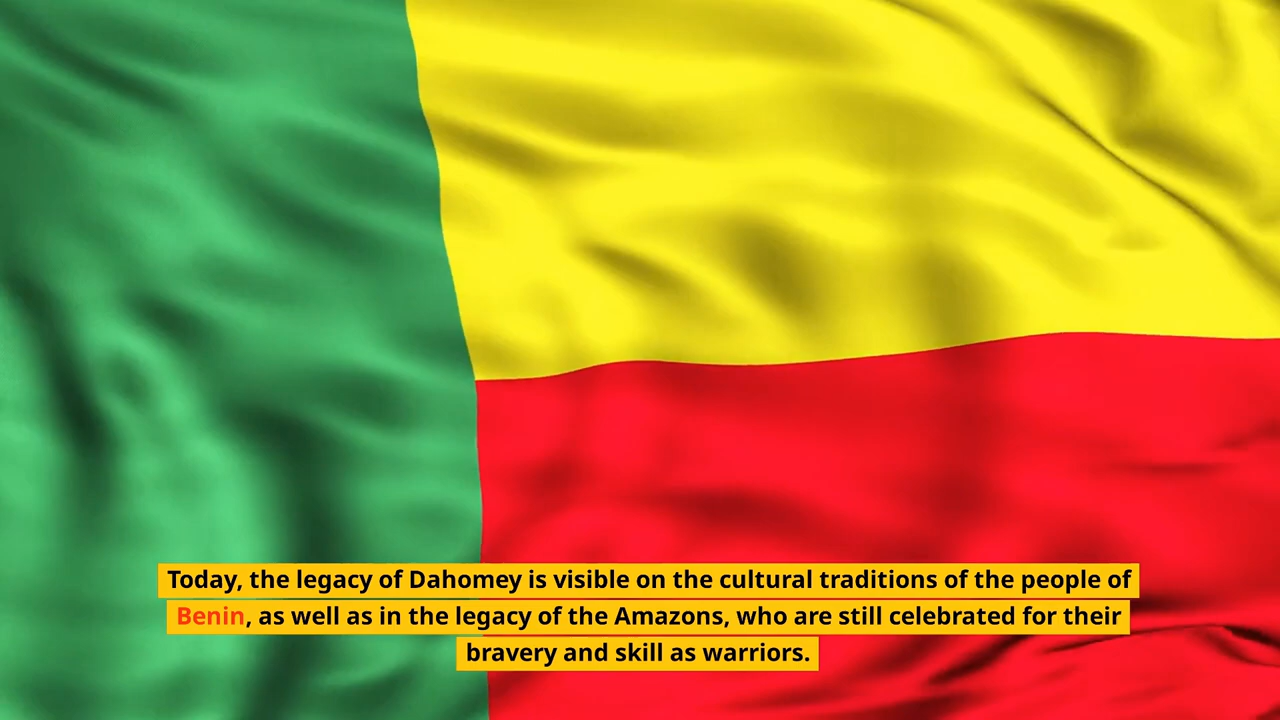 Today, the legacy of Dahomey is visible on the cultural traditions of the people of
Benin, as well as in the legacy of the Amazons, who are still celebrated for their
bravery and skill as warriors.